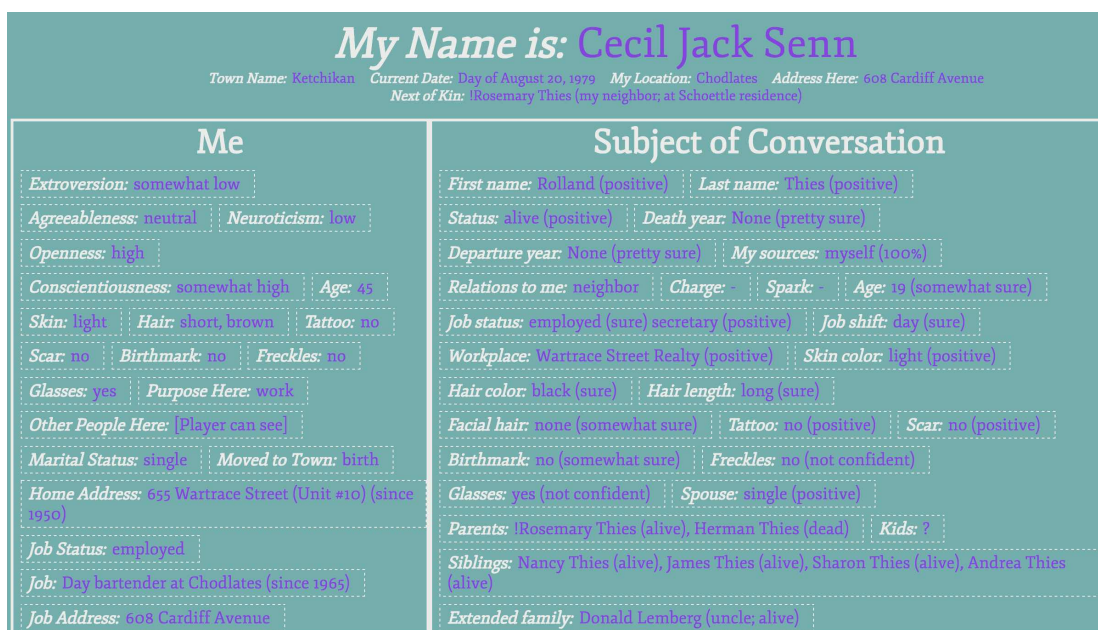 My Name is: Cecil Jack Senn
Town Name: Ketchikan Current Date: Day of August 20, 1979 My Location: Chodlates Address Here: 608 Cardiff Avenue
Next of Kin: !Rosemary Thies (my neighbor; at Schoettle residence)
Me
Extroversion: somewhat low
Agreeableness: neutral Neuroticism: low
Openness: high
Conscientiousness: somewhat high Age: 45
Skin: light Hair: short, brown Tattoo: no
Scar: no Birthmark: no Freckles: no
Glasses: yes Purpose Here: work
Other People Here: [Player can see]
Marital Status: single Moved to Town: birth
Home Address: 655 Wartrace Street (Unit #10) (since
1950)
Job Status: employed
Job: Day bartender at Chodlates (since 1965)
Job Address: 608 Cardiff Avenue
Subject of Conversation
First name: Rolland (positive) Last name: Thies (positive)
Status: alive (positive) Death year: None (pretty sure)
Departure year: None (pretty sure) My sources: myself (100%)
Relations to me: neighbor Charge: - Spark: - Age: 19 (somewhat sure)
Job status: employed (sure) secretary (positive) Job shift: day (sure)
Workplace: Wartrace Street Realty (positive) Skin color: light (positive)
Hair color: black (sure) Hair length: long (sure)
Facial hair: none (somewhat sure) Tattoo: no (positive) Scar: no (positive)
Birthmark: no (somewhat sure) Freckles: no (not confident)
Glasses: yes (not confident) Spouse: single (positive)
Parents: !Rosemary Thies (alive), Herman Thies (dead) Kids: ?
Siblings: Nancy Thies (alive), James Thies (alive), Sharon Thies (alive), Andrea Thies
(alive)
Extended family: Donald Lemberg (uncle; alive)